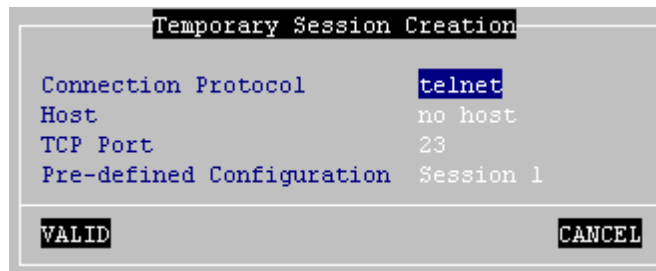 Temporary Session Creation
Connection Protocol telnet
Host no host
TCP Port 23
Pre-defined Configuration Session 1
VALID CANCEL